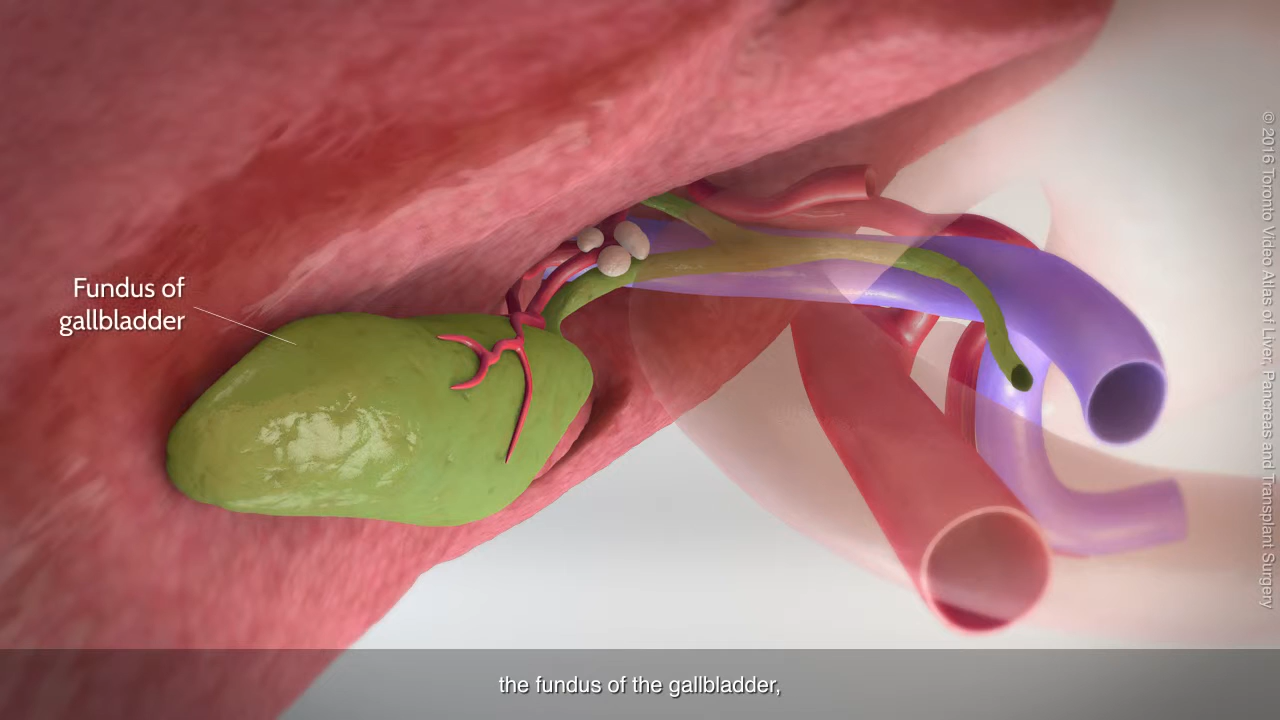 Fundus of
gallbladder
the fundus of the gallbladder,
© 2016 Toronto Video Atlas of Liver, Pancreas and Transplant Surgery